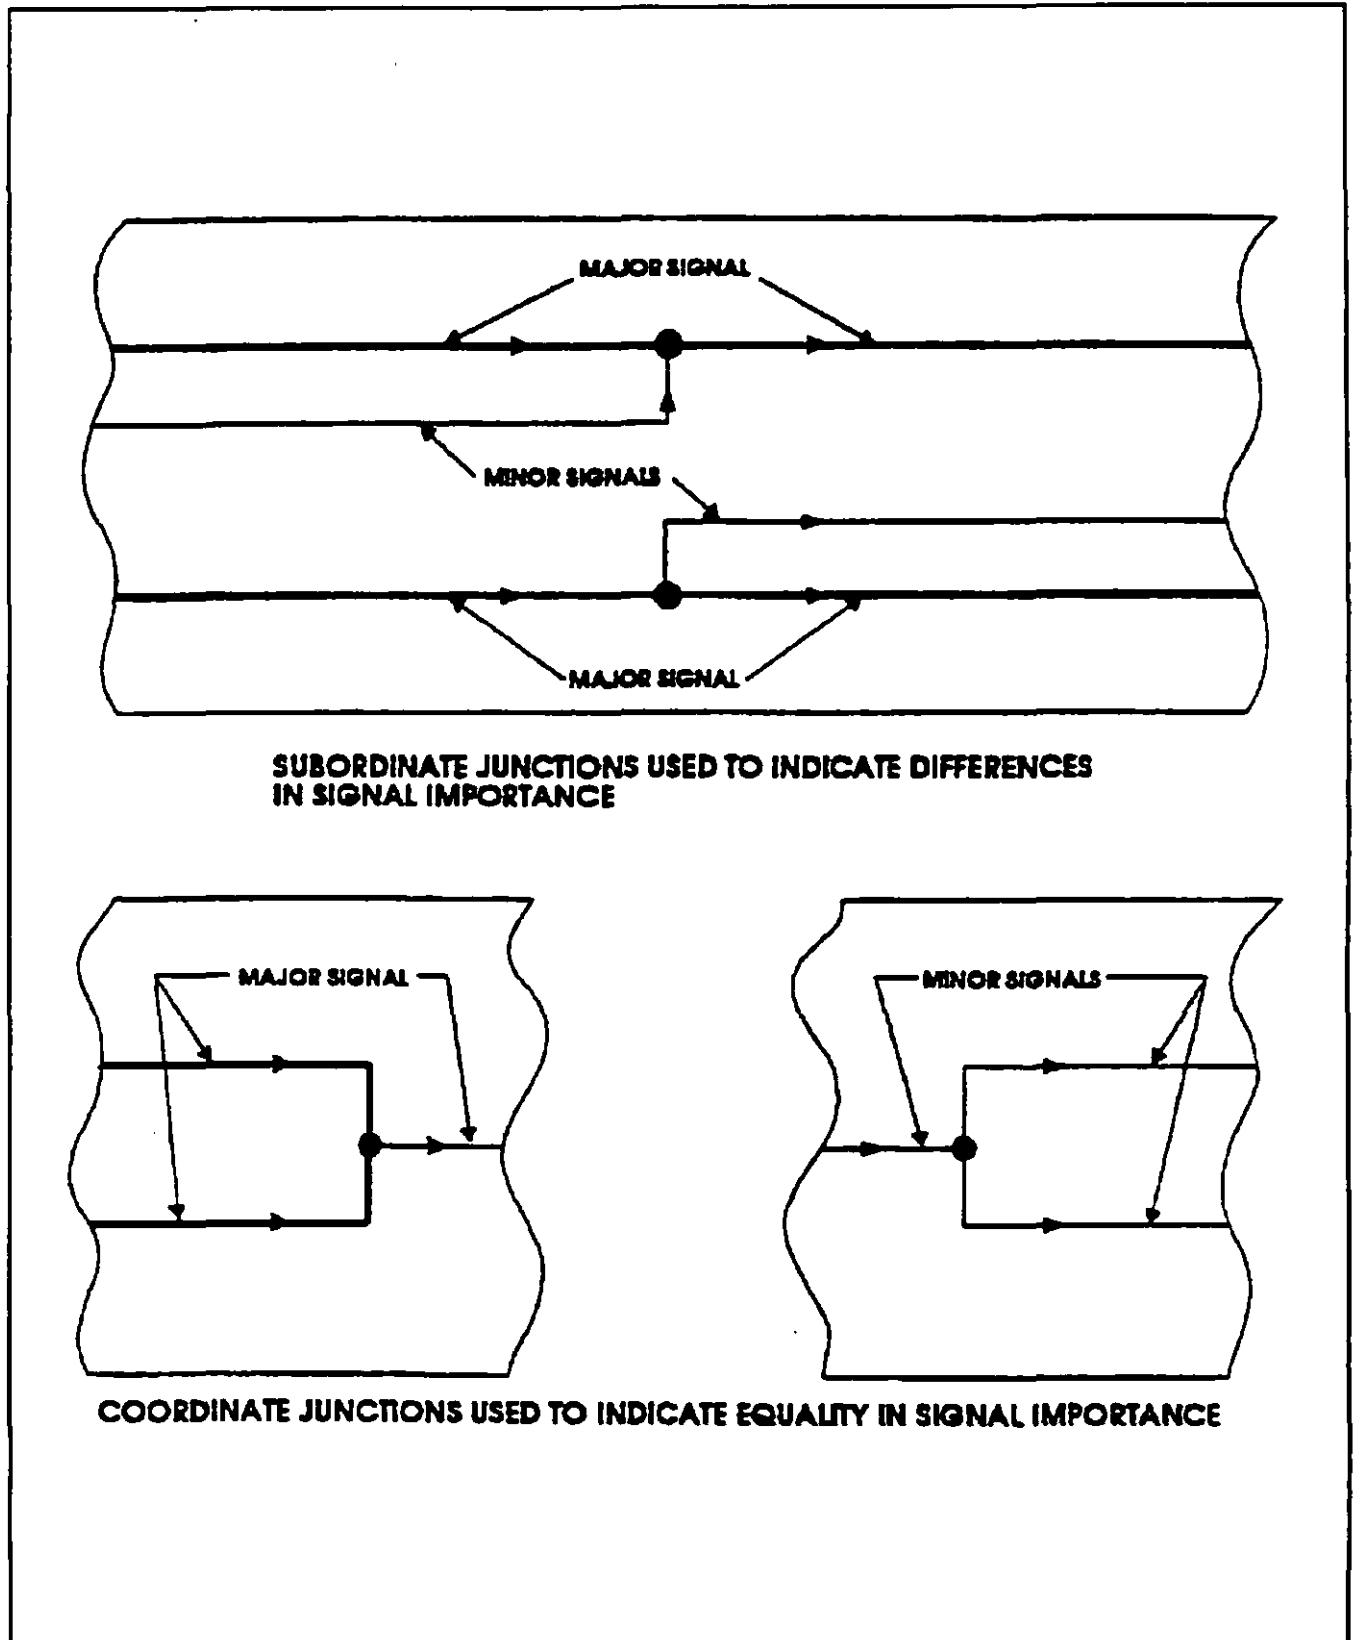 MAJOR SIGNAL
MINOR SIGNALS
MAJOR SIGNAL
SUBORDINATE JUNCTIONS USED TO INDICATE DIFFERENCES
IN SIGNAL IMPORTANCE
MAJOR SIGNAL
MINOR SIGNALS
COORDINATE JUNCTIONS USED TO INDICATE EQUALITY IN SIGNAL IMPORTANCE